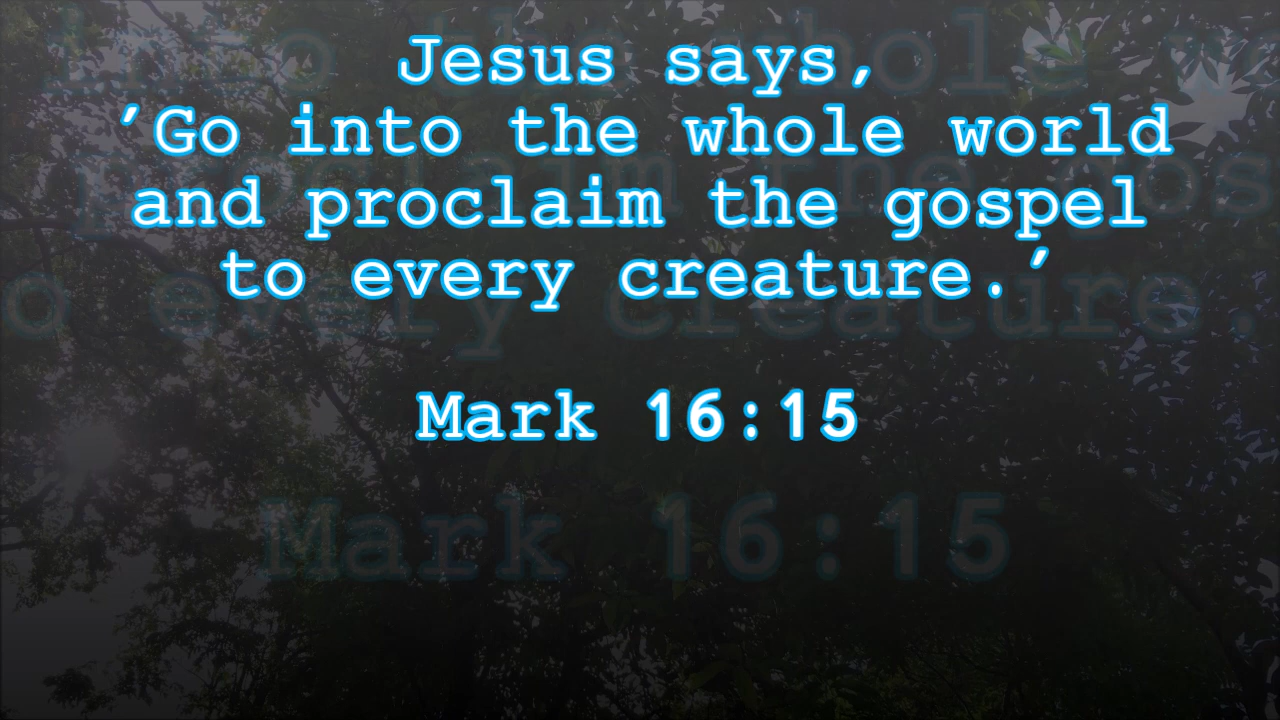 Jesus says,
′Go into the whole world
and proclaim the gospel
to every creature.′
Mark 16:15